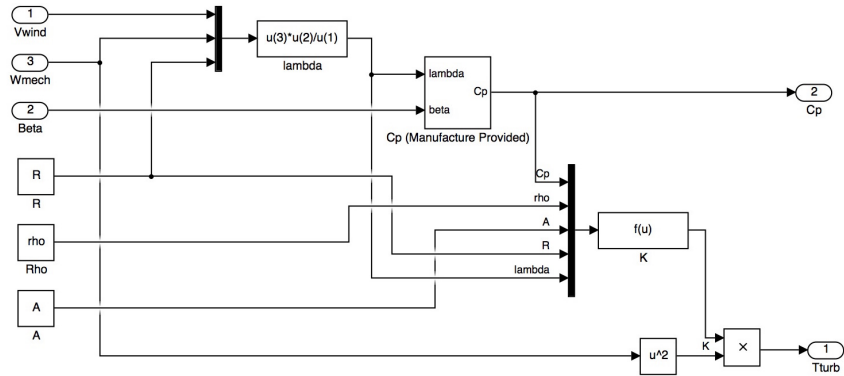 1
Vwind
3
Wmech
2
Beta
R
R
rho
Rho
A
A
u(3)*u(2)/u(1)
lambda
lambda
Cp
beta
Cp (Manufacture Provided)
2
Cp
Cp
rho
A
R
lambda
f(u)
K
u^2
K
×
1
Tturb